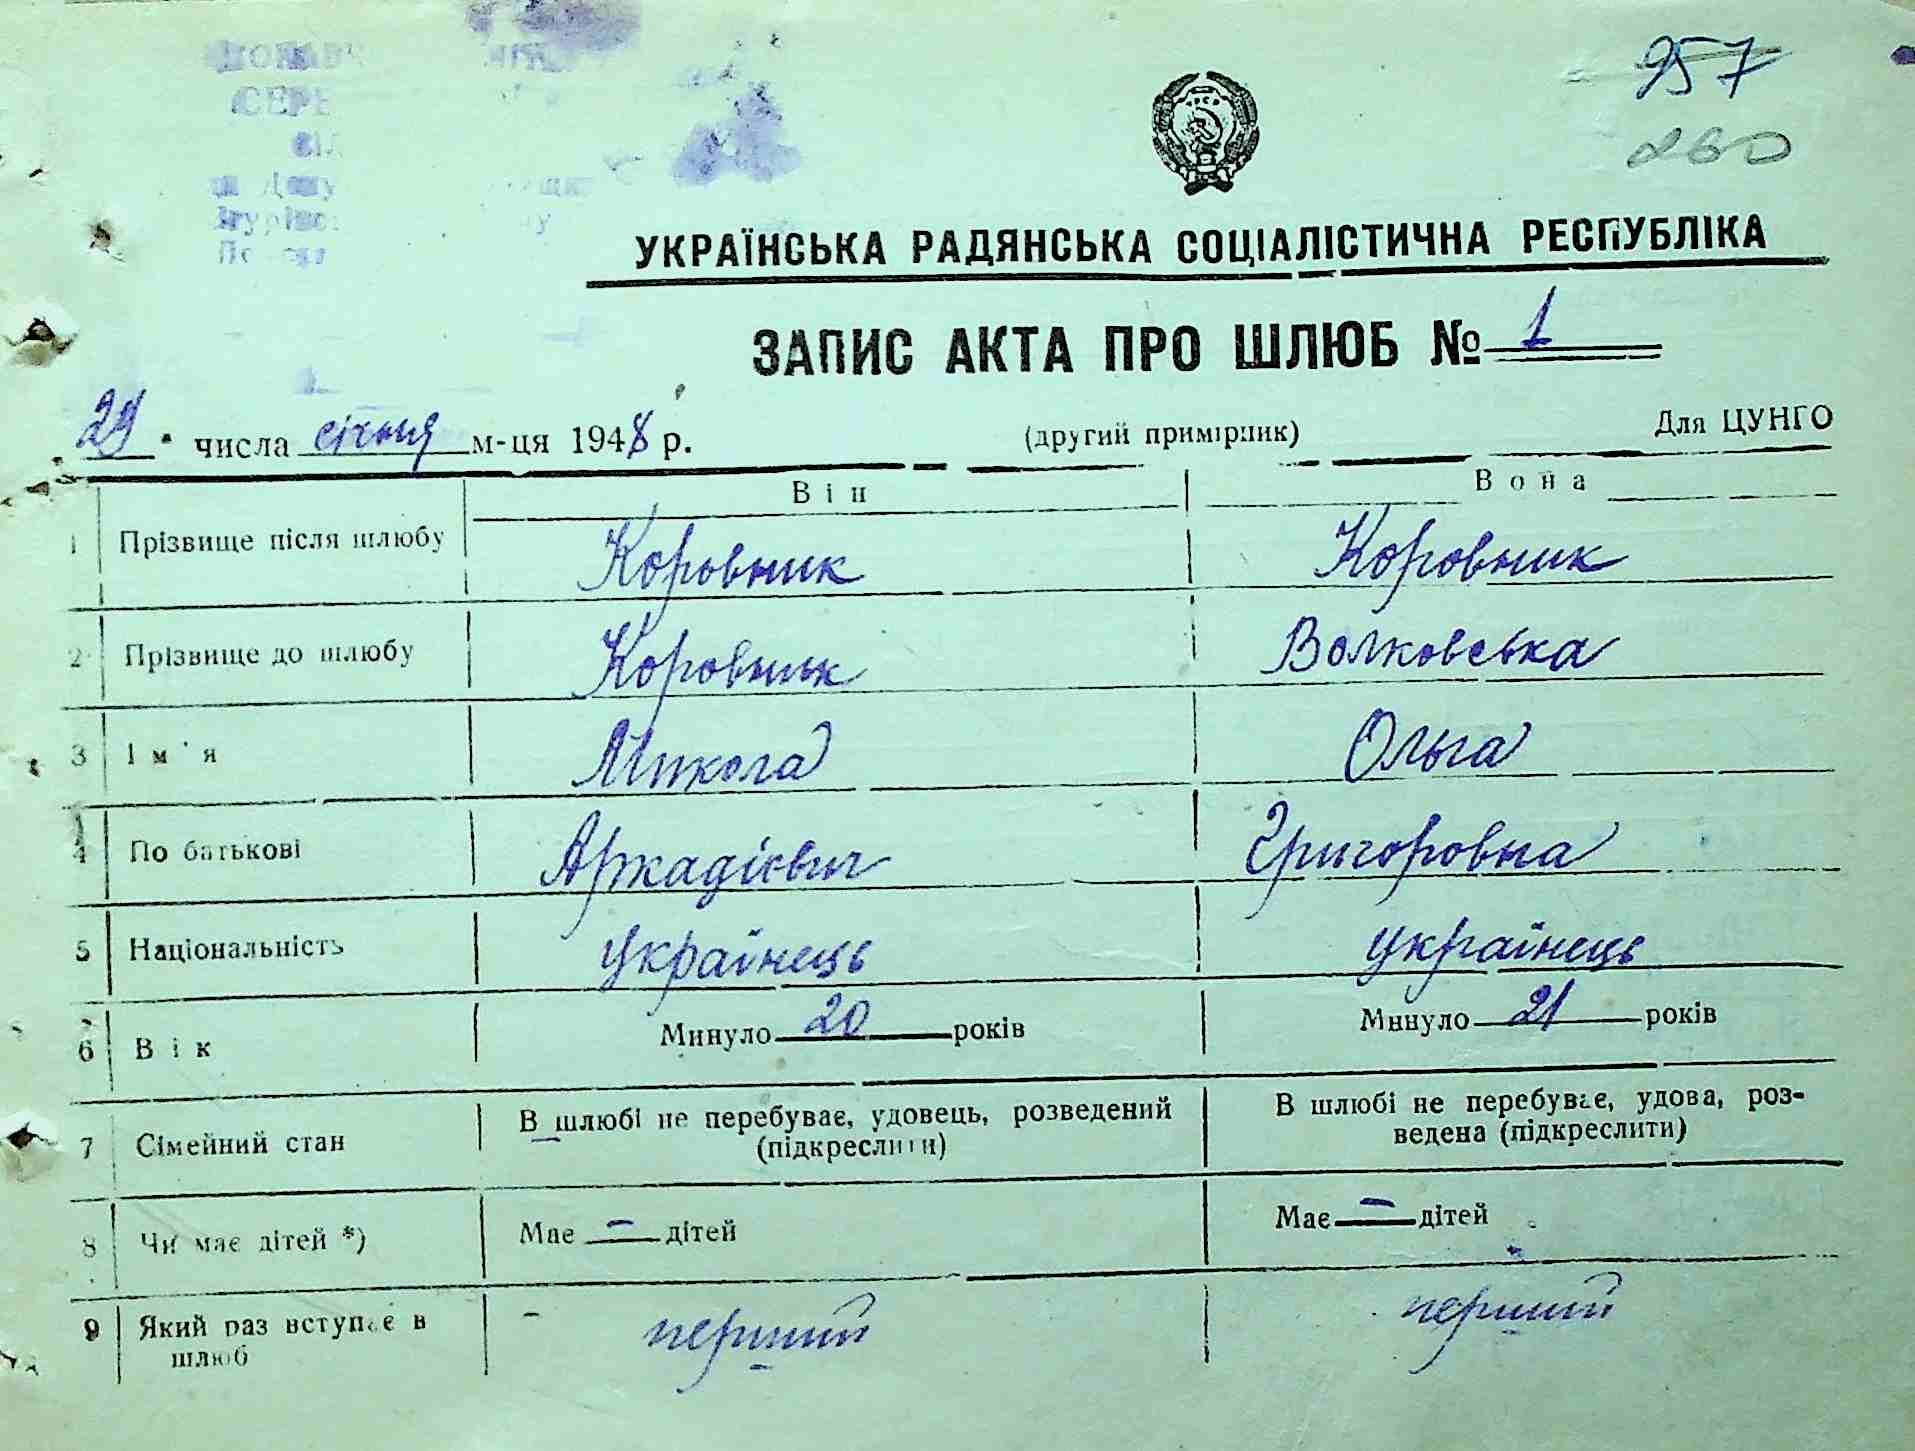 957
260
УКРАЇНСЬКА РАДЯНСЬКА СОЦІАЛІСТИЧНА РЕСПУБЛІКА
ЗАПИС АКТА ПРО ШЛЮБ № 1
29 числа січня м-ця 1948 р. (другий примірник) Для ЦУНГО
Він Вона
1 Прізвище після шлюбу Коровник Коровник
2 Прізвище до шлюбу Коровник Волковська
3 Ім'я Микола Ольга
4 По батькові Аркадієвич Григоровна
5 Національність українець українець
6 Вік Минуло 20 років Минуло 21 років
7 Сімейний стан В шлюбі не перебуває, удовець, розведений (підкреслити) В шлюбі не перебуває, удова, роз-
ведена (підкреслити)
8 Чи має дітей *) Має — дітей Має — дітей
9 Який раз вступає в шлюб перший перший